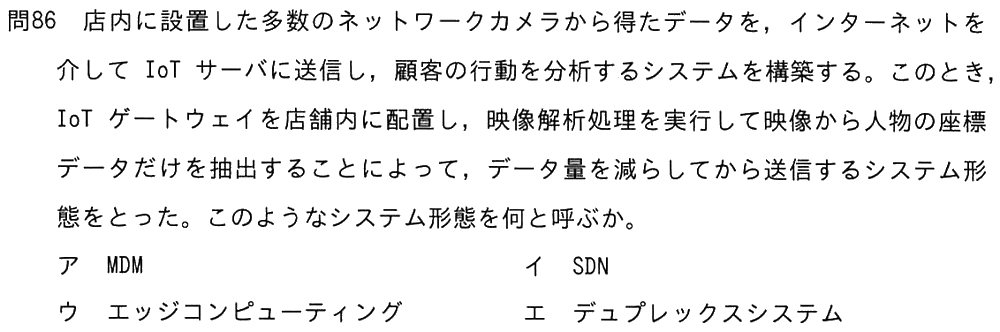 問86　店内に設置した多数のネットワークカメラから得たデータを，インターネットを
介して IoT サーバに送信し，顧客の行動を分析するシステムを構築する。このとき，
IoT ゲートウェイを店舗内に配置し，映像解析処理を実行して映像から人物の座標
データだけを抽出することによって，データ量を減らしてから送信するシステム形
態をとった。このようなシステム形態を何と呼ぶか。
ア　MDM　イ　SDN
ウ　エッジコンピューティング　エ　デュプレックスシステム